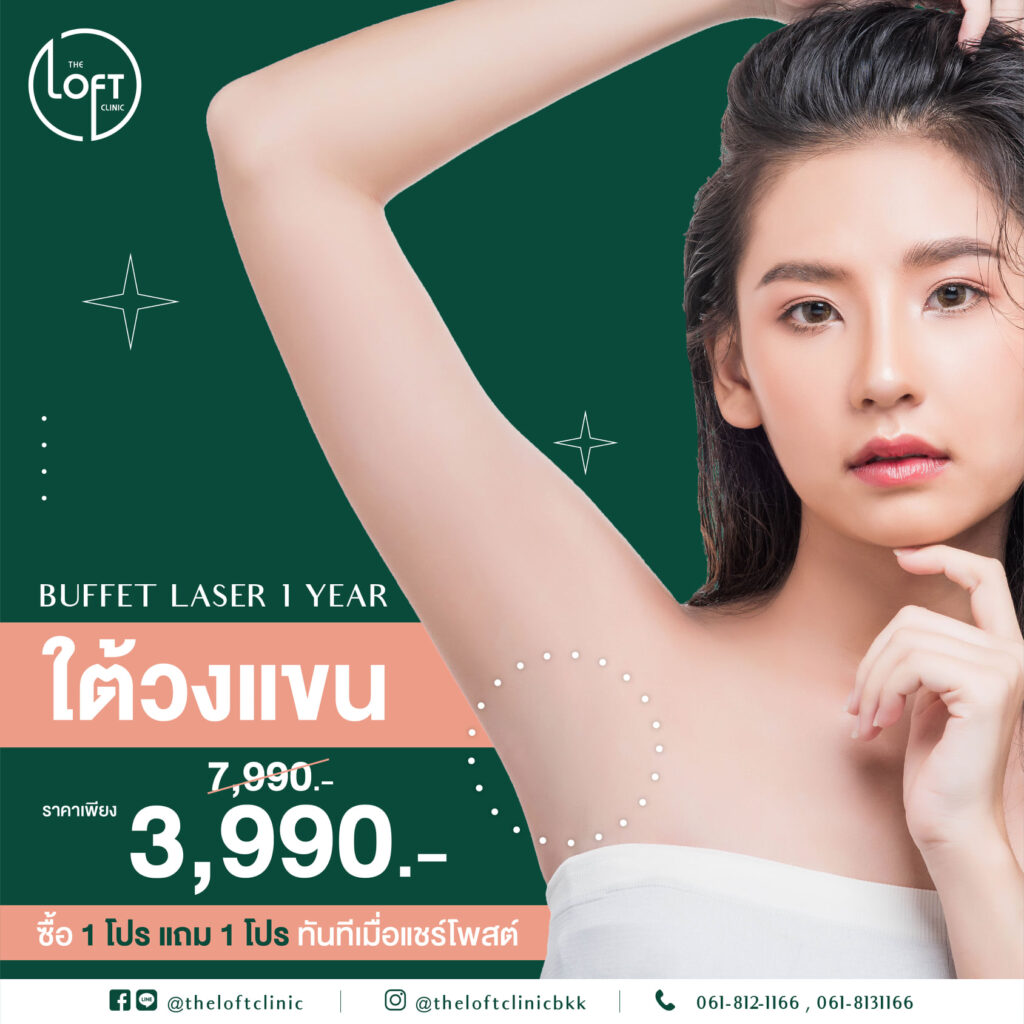 THE
LOFT
CLINIC
BUFFET LASER 1 YEAR
ใต้วงแขน
7,990.-
ราคาเพียง
3,990.-
ซื้อ 1 โปร แถม 1 โปร ทันทีเมื่อแชร์โพสต์
LINE @theloftclinic @theloftclinicbkk 061-812-1166 , 061-8131166